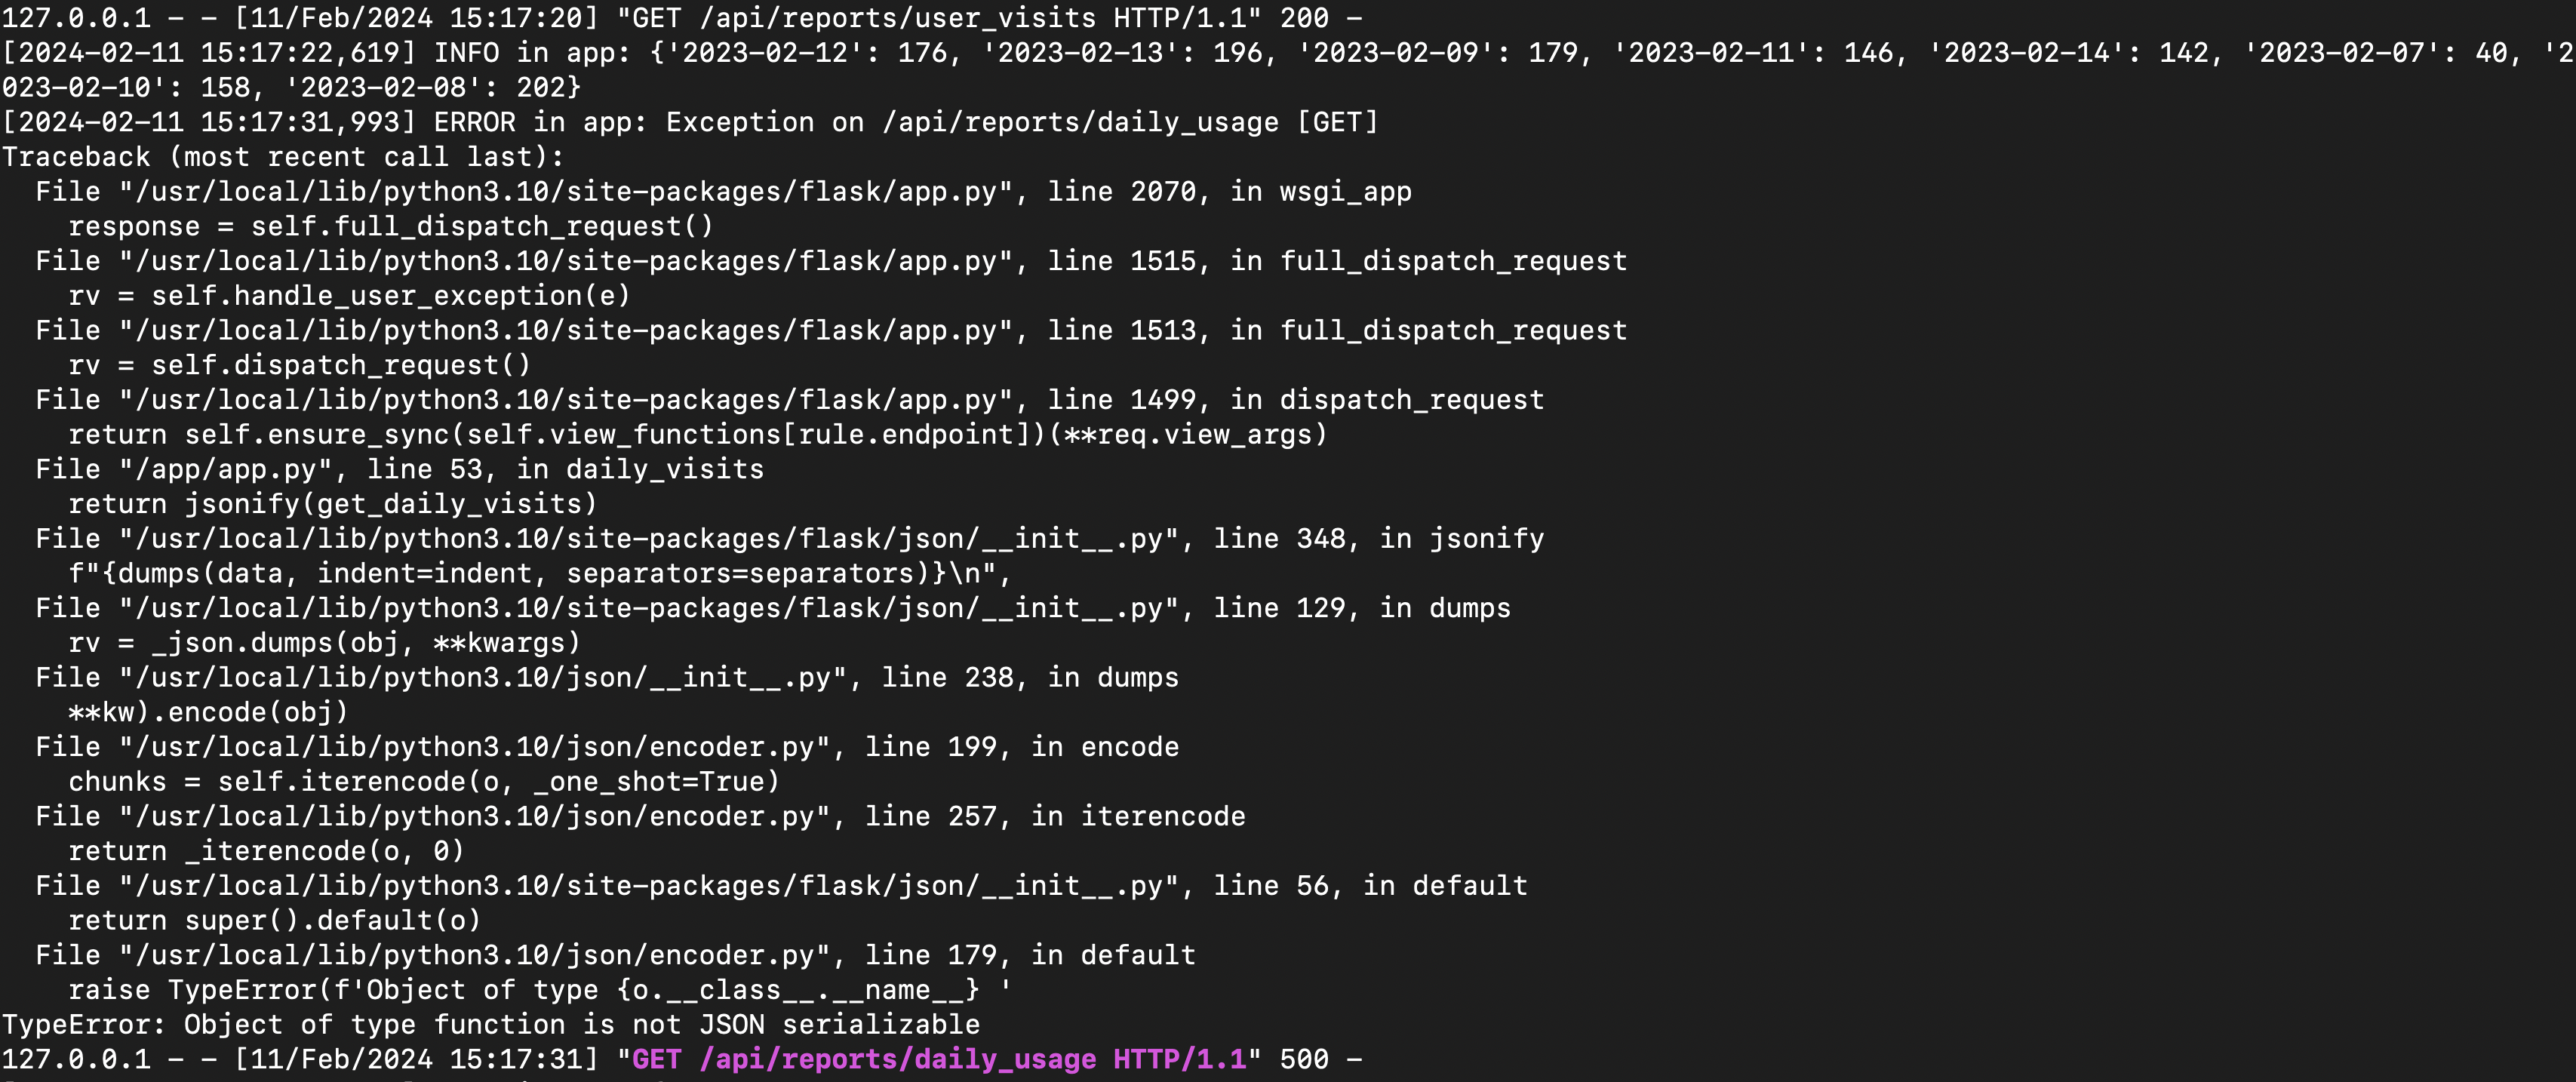 127.0.0.1 - - [11/Feb/2024 15:17:20] "GET /api/reports/user_visits HTTP/1.1" 200 -
[2024-02-11 15:17:22,619] INFO in app: {'2023-02-12': 176, '2023-02-13': 196, '2023-02-09': 179, '2023-02-11': 146, '2023-02-14': 142, '2023-02-07': 40, '2
023-02-10': 158, '2023-02-08': 202}
[2024-02-11 15:17:31,993] ERROR in app: Exception on /api/reports/daily_usage [GET]
Traceback (most recent call last):
  File "/usr/local/lib/python3.10/site-packages/flask/app.py", line 2070, in wsgi_app
    response = self.full_dispatch_request()
  File "/usr/local/lib/python3.10/site-packages/flask/app.py", line 1515, in full_dispatch_request
    rv = self.handle_user_exception(e)
  File "/usr/local/lib/python3.10/site-packages/flask/app.py", line 1513, in full_dispatch_request
    rv = self.dispatch_request()
  File "/usr/local/lib/python3.10/site-packages/flask/app.py", line 1499, in dispatch_request
    return self.ensure_sync(self.view_functions[rule.endpoint])(**req.view_args)
  File "/app/app.py", line 53, in daily_visits
    return jsonify(get_daily_visits)
  File "/usr/local/lib/python3.10/site-packages/flask/json/__init__.py", line 348, in jsonify
    f"{dumps(data, indent=indent, separators=separators)}\n",
  File "/usr/local/lib/python3.10/site-packages/flask/json/__init__.py", line 129, in dumps
    rv = _json.dumps(obj, **kwargs)
  File "/usr/local/lib/python3.10/json/__init__.py", line 238, in dumps
    **kw).encode(obj)
  File "/usr/local/lib/python3.10/json/encoder.py", line 199, in encode
    chunks = self.iterencode(o, _one_shot=True)
  File "/usr/local/lib/python3.10/json/encoder.py", line 257, in iterencode
    return _iterencode(o, 0)
  File "/usr/local/lib/python3.10/site-packages/flask/json/__init__.py", line 56, in default
    return super().default(o)
  File "/usr/local/lib/python3.10/json/encoder.py", line 179, in default
    raise TypeError(f'Object of type {o.__class__.__name__} '
TypeError: Object of type function is not JSON serializable
127.0.0.1 - - [11/Feb/2024 15:17:31] "GET /api/reports/daily_usage HTTP/1.1" 500 -